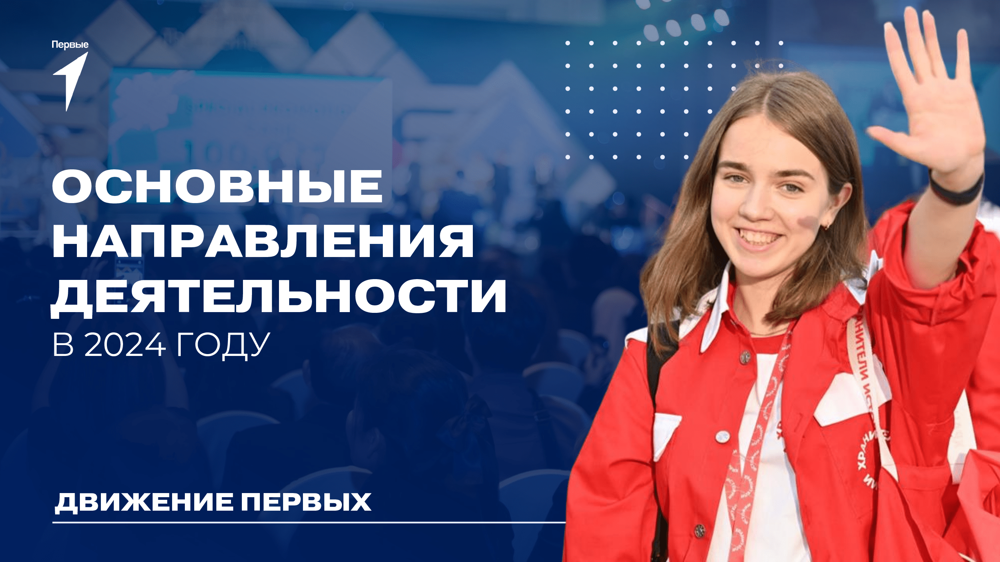 Первые
ОСНОВНЫЕ
НАПРАВЛЕНИЯ
ДЕЯТЕЛЬНОСТИ
В 2024 ГОДУ
ДВИЖЕНИЕ ПЕРВЫХ